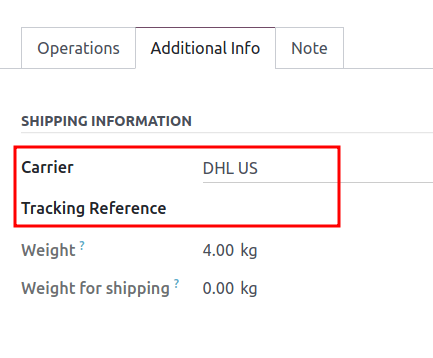 Operations Additional Info Note
SHIPPING INFORMATION
Carrier DHL US
Tracking Reference
Weight ? 4.00 kg
Weight for shipping ? 0.00 kg